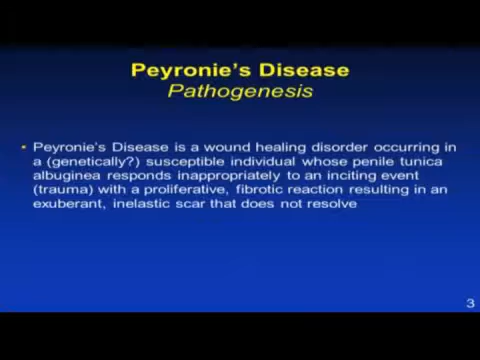 Peyronie's Disease
Pathogenesis
▪ Peyronie's Disease is a wound healing disorder occurring in
a (genetically?) susceptible individual whose penile tunica
albuginea responds inappropriately to an inciting event
(trauma) with a proliferative, fibrotic reaction resulting in an
exuberant, inelastic scar that does not resolve
3